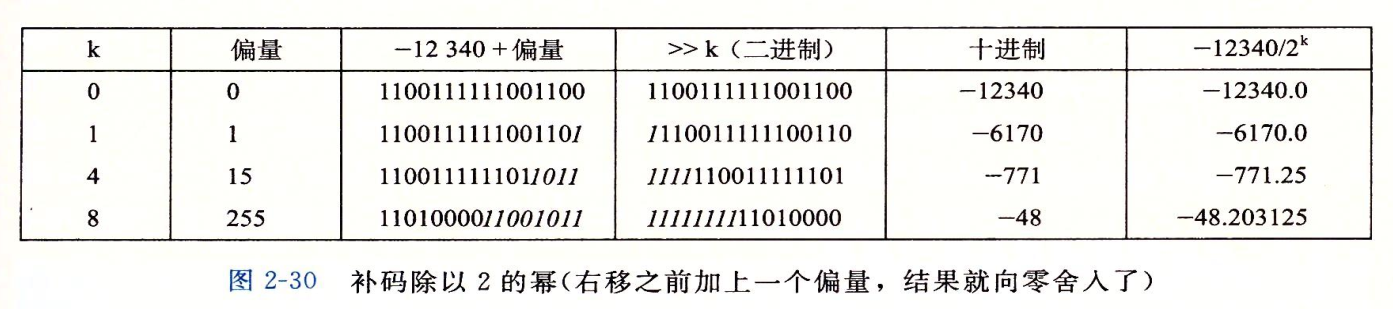 k 偏量 −12 340＋偏量 >> k（二进制） 十进制 −12340/2ᵏ
0 0 1100111111001100 1100111111001100 −12340 −12340.0
1 1 1100111111001101 1110011111100110 −6170 −6170.0
4 15 1100111111011011 1111110011111101 −771 −771.25
8 255 1101000011001011 1111111111010000 −48 −48.203125
图 2-30 补码除以 2 的幂(右移之前加上一个偏量，结果就向零舍入了)